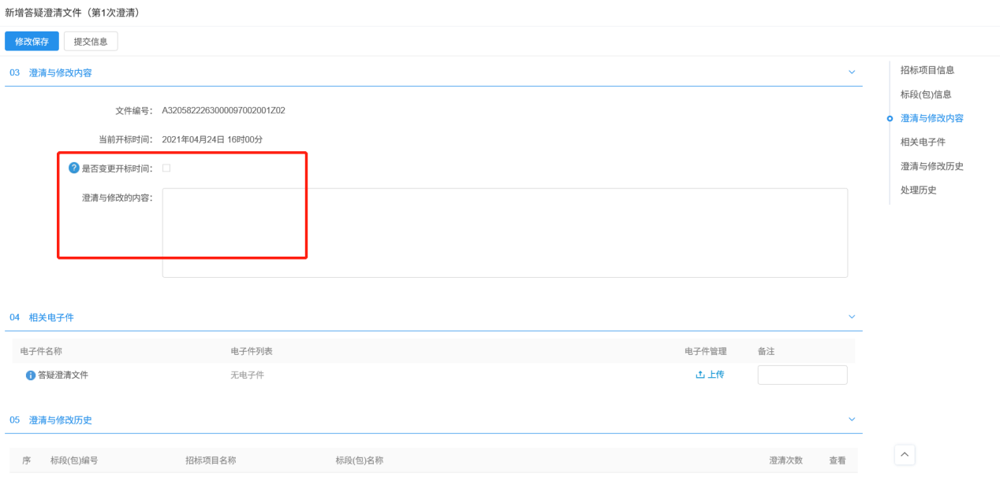 新增答疑澄清文件（第1次澄清）
修改保存 提交信息
03 澄清与修改内容
文件编号： A3205822263000097002001Z02
当前开标时间： 2021年04月24日 16时00分
? 是否变更开标时间：
澄清与修改的内容：
04 相关电子件
电子件名称 电子件列表 电子件管理 备注
i 答疑澄清文件 无电子件 上传
05 澄清与修改历史
序 标段(包)编号 招标项目名称 标段(包)名称 澄清次数 查看
招标项目信息
标段(包)信息
澄清与修改内容
相关电子件
澄清与修改历史
处理历史